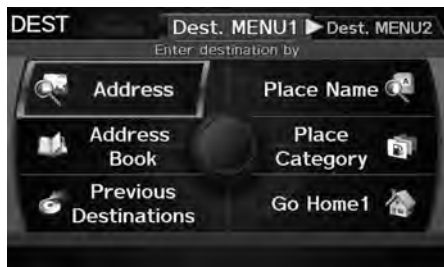 DEST
Dest. MENU1 Dest. MENU2
Enter destination by
Address
Place Name
Address
Book
Place
Category
Previous
Destinations
Go Home1